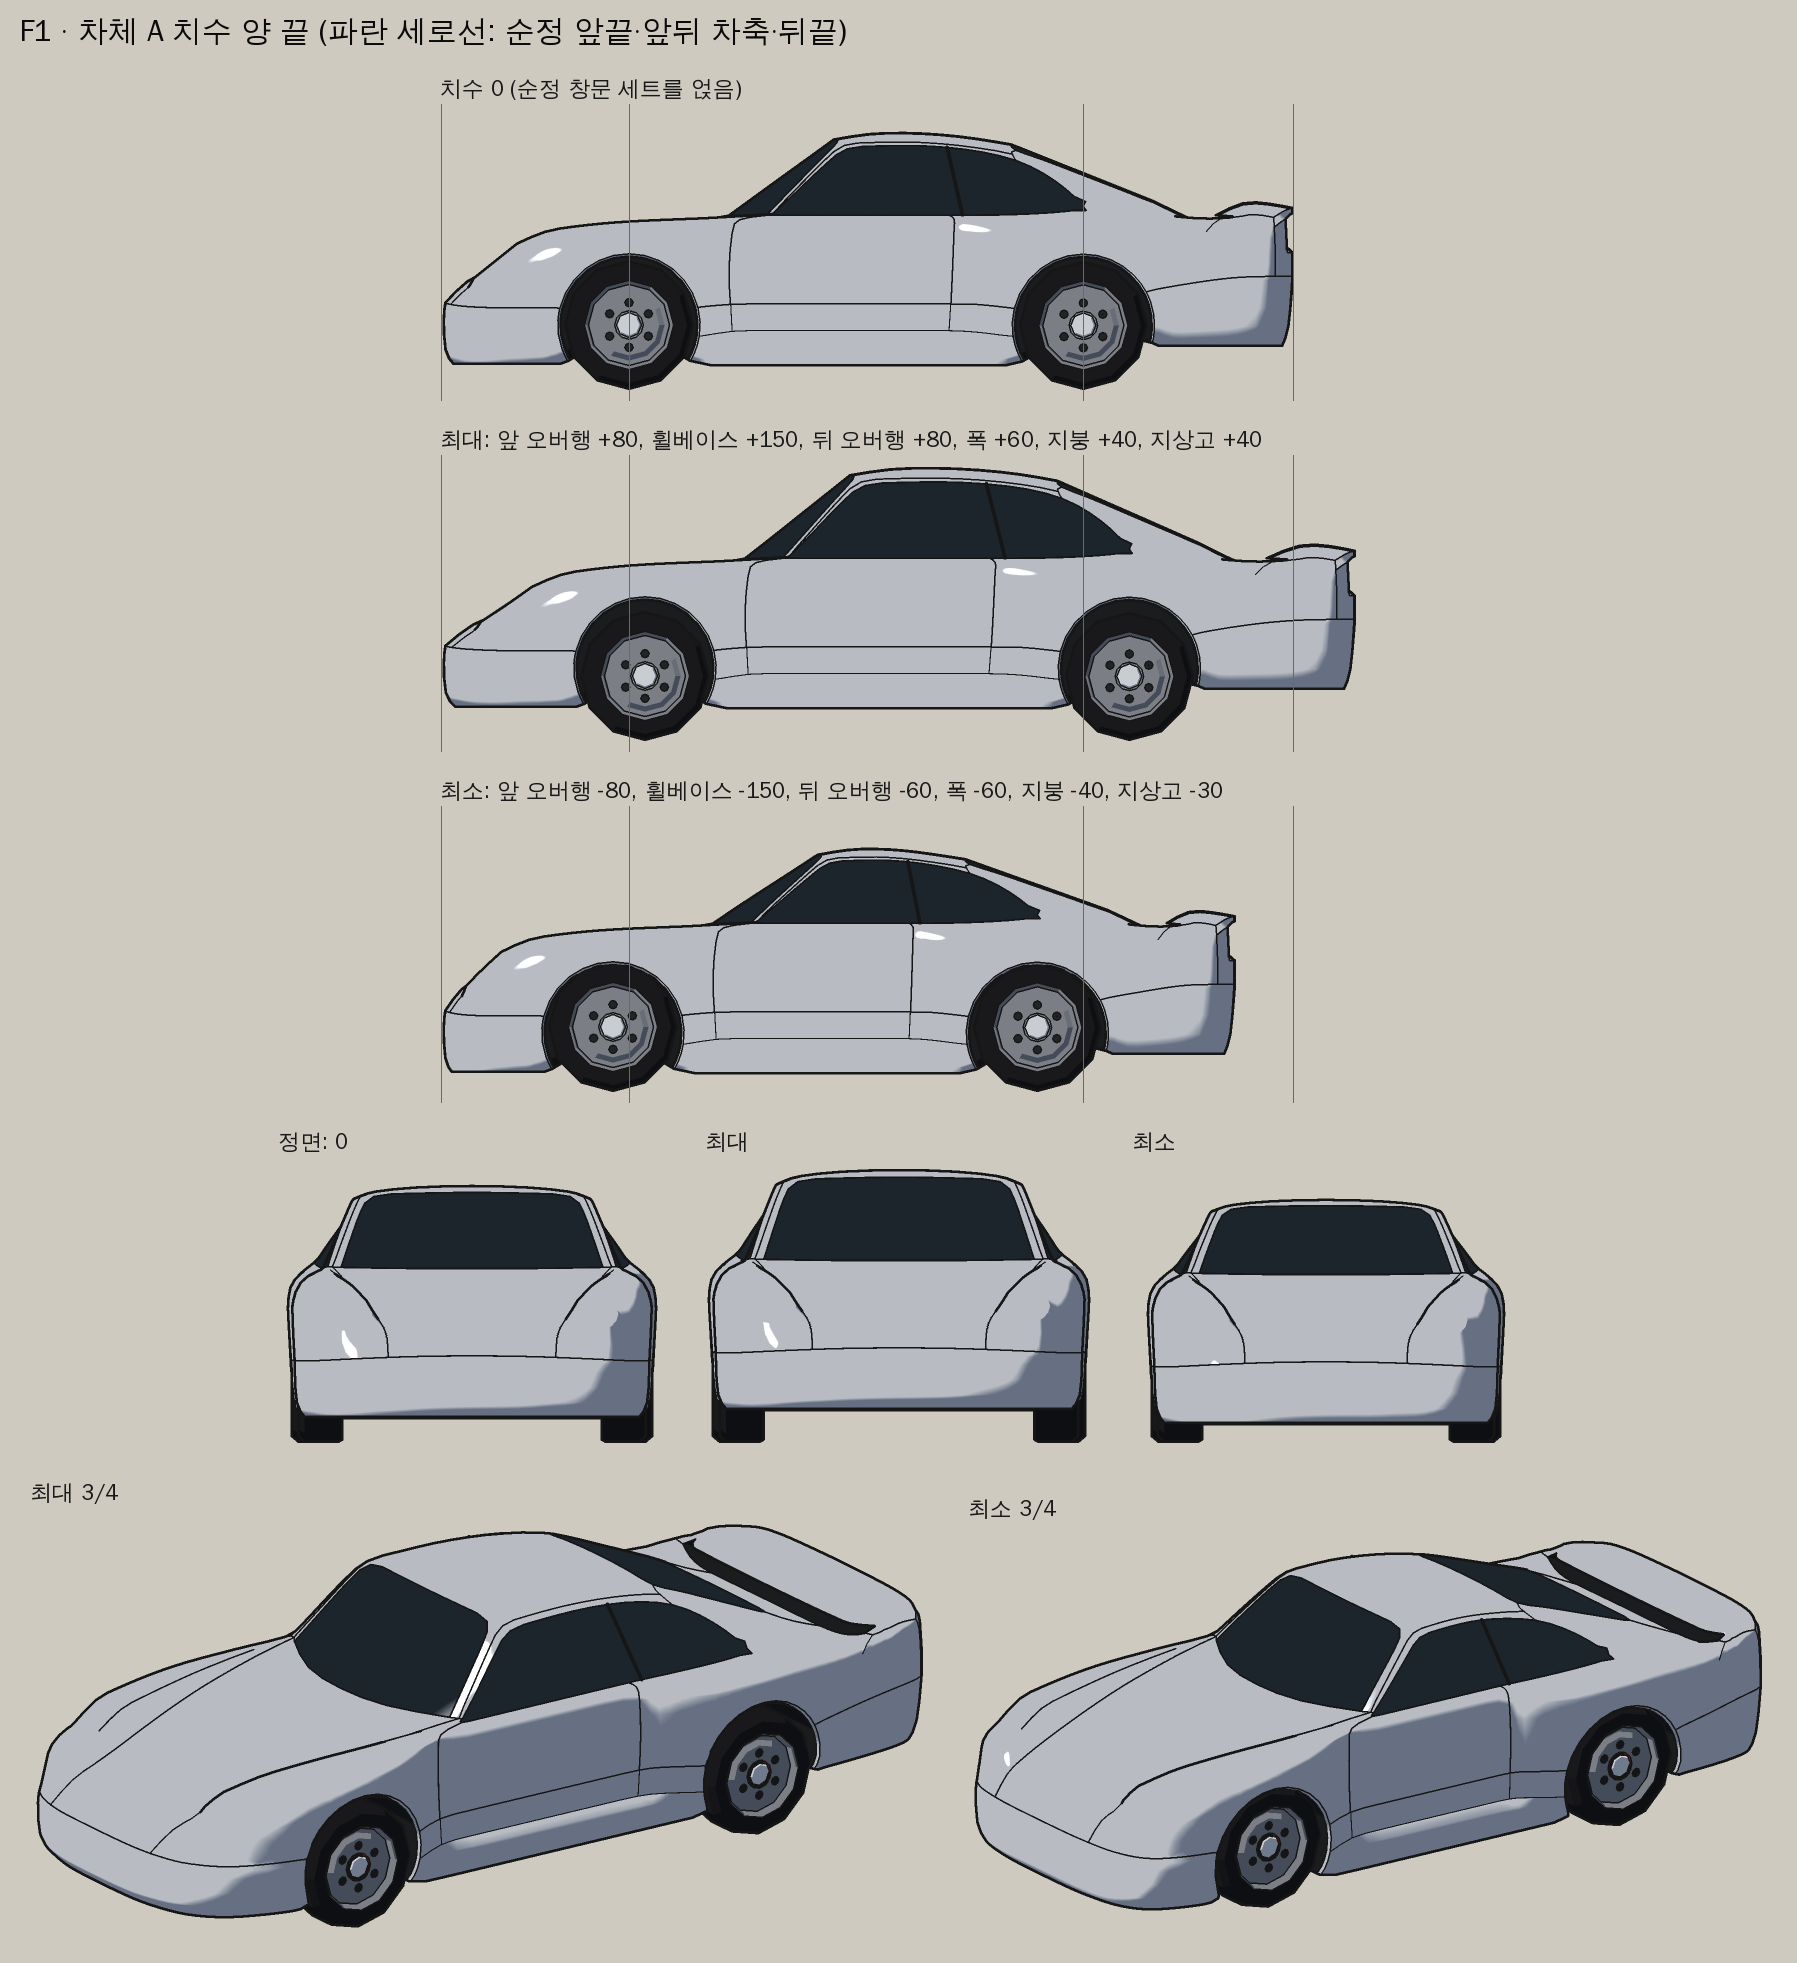 F1 · 차체 A 치수 양 끝 (파란 세로선: 순정 앞끝·앞뒤 차축·뒤끝)
치수 0 (순정 창문 세트를 얹음)
최대: 앞 오버행 +80, 휠베이스 +150, 뒤 오버행 +80, 폭 +60, 지붕 +40, 지상고 +40
최소: 앞 오버행 -80, 휠베이스 -150, 뒤 오버행 -60, 폭 -60, 지붕 -40, 지상고 -30
정면: 0
최대
최소
최대 3/4
최소 3/4